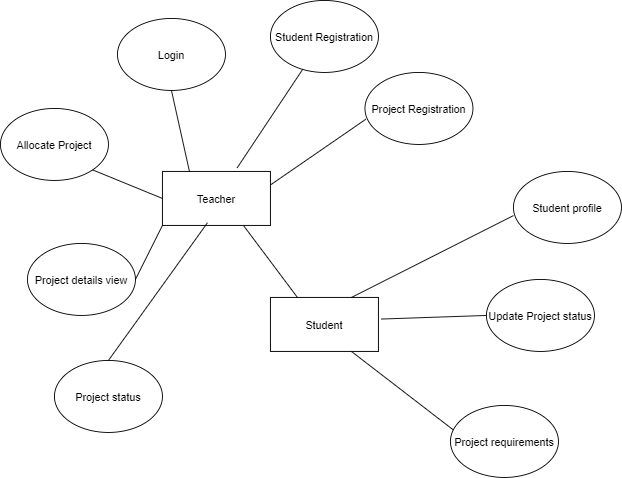 Student Registration
Login
Project Registration
Allocate Project
Teacher
Student profile
Project details view
Update Project status
Student
Project status
Project requirements